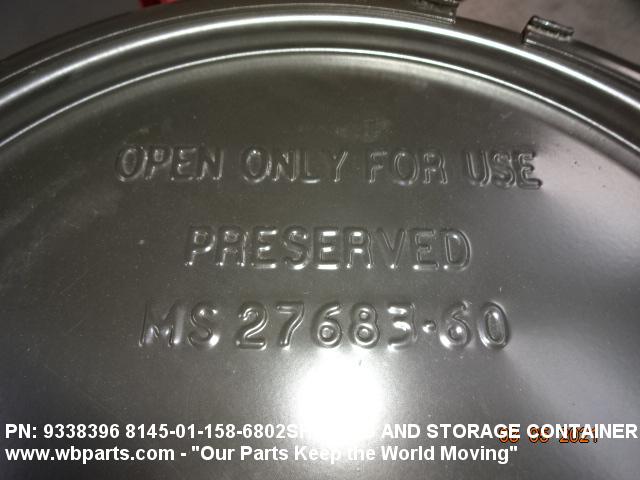 OPEN ONLY FOR USE
PRESERVED
MS 27683-60
PN: 9338396 8145-01-158-6802 AND STORAGE CONTAINER
www.wbparts.com - "Our Parts Keep the World Moving"